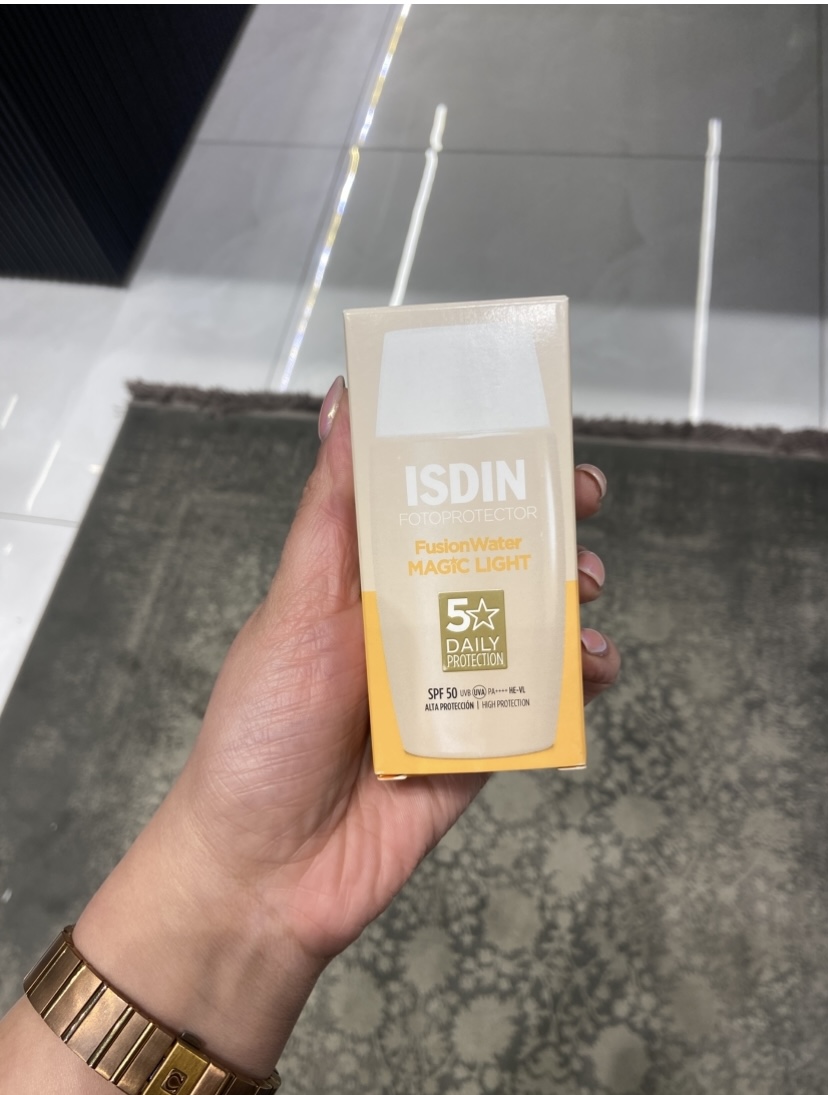 ISDIN
FOTOPROTECTOR
FusionWater
MAGIC LIGHT
5☆
DAILY
PROTECTION
SPF 50 UVB UVA PA++++ HE-VL
ALTA PROTECCIÓN | HIGH PROTECTION
C